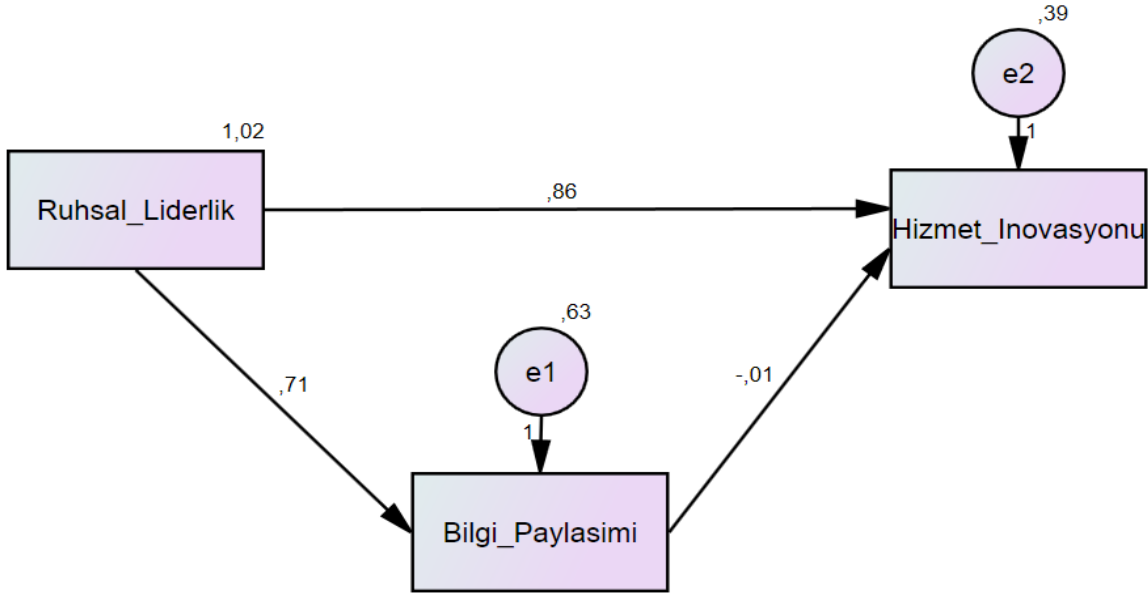 ,39
e2
1
1,02
Ruhsal_Liderlik
,86
Hizmet_Inovasyonu
,63
e1
,71
-,01
1
Bilgi_Paylasimi